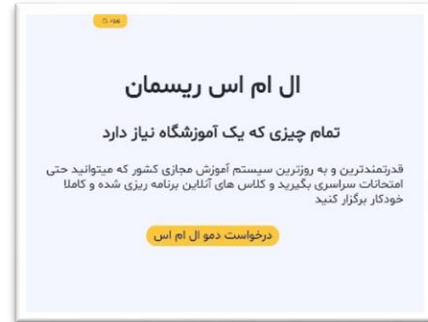 ال ام اس ریسمان
تمام چیزی که یک آموزشگاه نیاز دارد
قدرتمندترین و به روزترین سیستم آموزش مجازی کشور که میتوانید حتی
امتحانات سراسری بگیرید و کلاس های آنلاین برنامه ریزی شده و کاملا
خودکار برگزار کنید
درخواست دمو ال ام اس